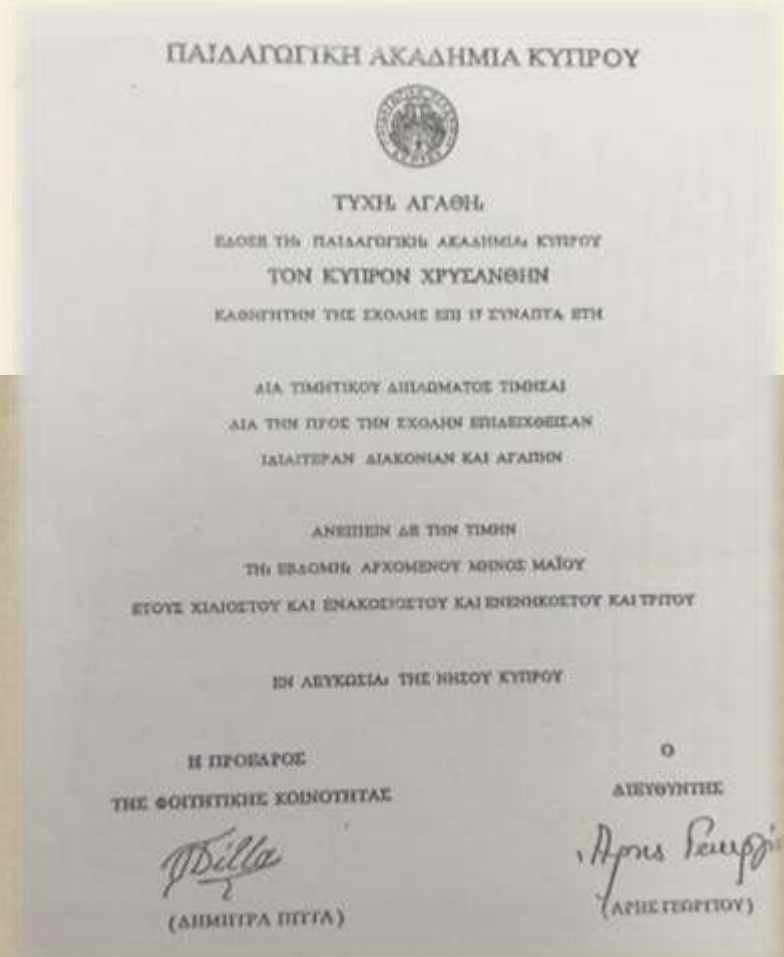 ΠΑΙΔΑΓΩΓΙΚΗ ΑΚΑΔΗΜΙΑ ΚΥΠΡΟΥ
ΤΥΧΗι ΑΓΑΘΗι
ΕΔΟΞΕ ΤΗι ΠΑΙΔΑΓΩΓΙΚΗι ΑΚΑΔΗΜΙΑι ΚΥΠΡΟΥ
ΤΟΝ ΚΥΠΡΟΝ ΧΡΥΣΑΝΘΗΝ
ΚΑΘΗΓΗΤΗΝ ΤΗΣ ΣΧΟΛΗΣ ΕΠΙ 17 ΣΥΝΑΠΤΑ ΕΤΗ
ΔΙΑ ΤΙΜΗΤΙΚΟΥ ΔΙΠΛΩΜΑΤΟΣ ΤΙΜΗΣΑΙ
ΔΙΑ ΤΗΝ ΠΡΟΣ ΤΗΝ ΣΧΟΛΗΝ ΕΠΙΔΕΙΧΘΕΙΣΑΝ
ΙΔΙΑΙΤΕΡΑΝ ΔΙΑΚΟΝΙΑΝ ΚΑΙ ΑΓΑΠΗΝ
ΑΝΕΙΠΕΙΝ ΔΕ ΤΗΝ ΤΙΜΗΝ
ΤΗι ΕΒΔΟΜΗι ΑΡΧΟΜΕΝΟΥ ΜΗΝΟΣ ΜΑΪΟΥ
ΕΤΟΥΣ ΧΙΛΙΟΣΤΟΥ ΚΑΙ ΕΝΑΚΟΣΙΟΣΤΟΥ ΚΑΙ ΕΝΕΝΗΚΟΣΤΟΥ ΚΑΙ ΤΡΙΤΟΥ
ΕΝ ΛΕΥΚΩΣΙΑι ΤΗΣ ΝΗΣΟΥ ΚΥΠΡΟΥ
Η ΠΡΟΕΔΡΟΣ
ΤΗΣ ΦΟΙΤΗΤΙΚΗΣ ΚΟΙΝΟΤΗΤΑΣ
Ο
ΔΙΕΥΘΥΝΤΗΣ
Άρης Γεωργί
(ΔΗΜΗΤΡΑ ΠΙΤΤΑ)
(ΑΡΗΣ ΓΕΩΡΓΙΟΥ)